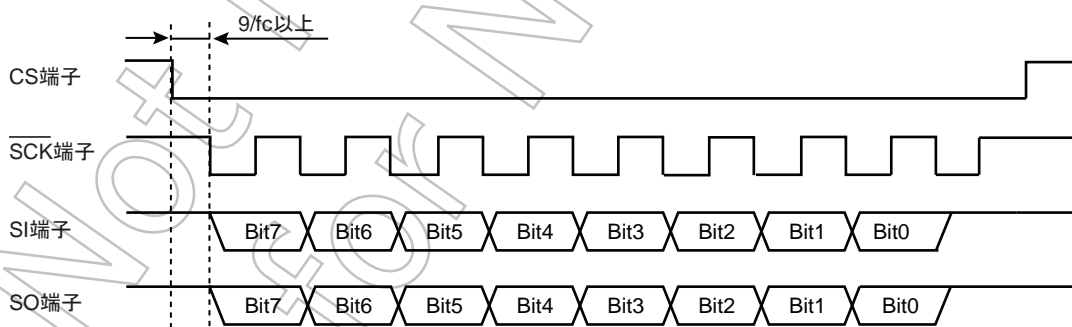 9/fc以上
CS端子
SCK端子
SI端子
Bit7 Bit6 Bit5 Bit4 Bit3 Bit2 Bit1 Bit0
SO端子
Bit7 Bit6 Bit5 Bit4 Bit3 Bit2 Bit1 Bit0
Not
for N